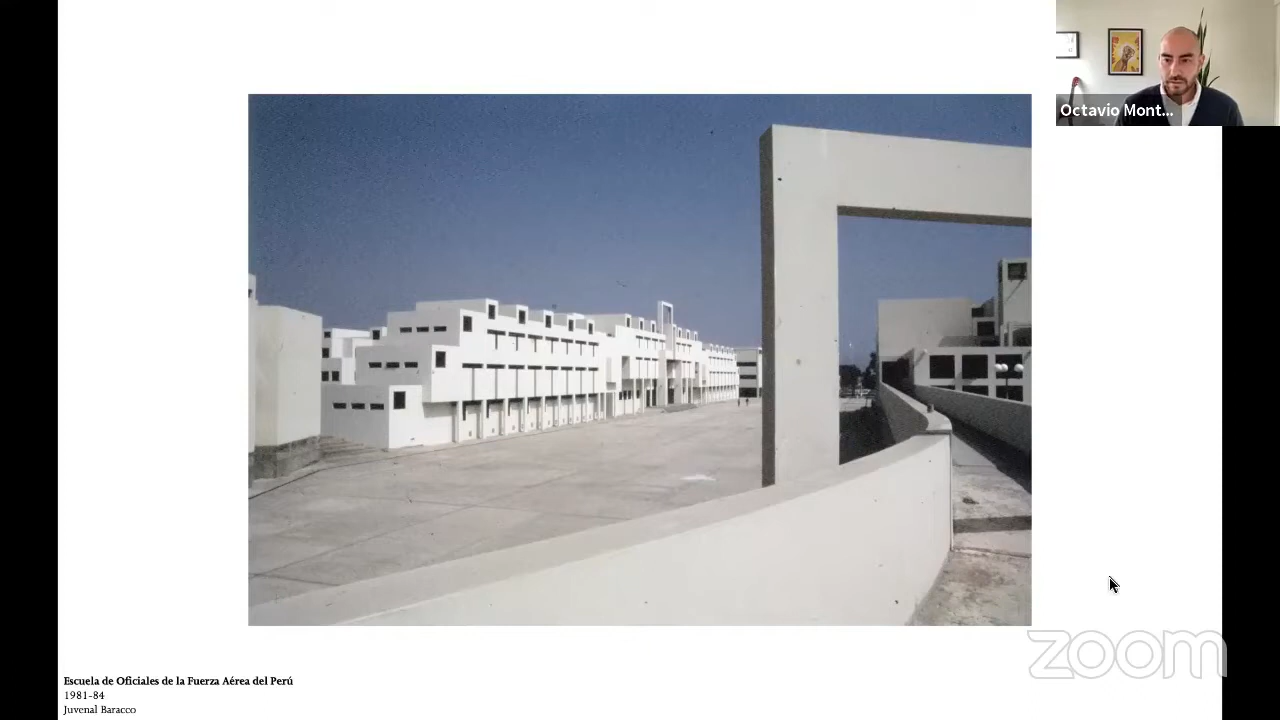 Octavio Mont...
zoom
Escuela de Oficiales de la Fuerza Aérea del Perú
1981-84
Juvenal Baracco